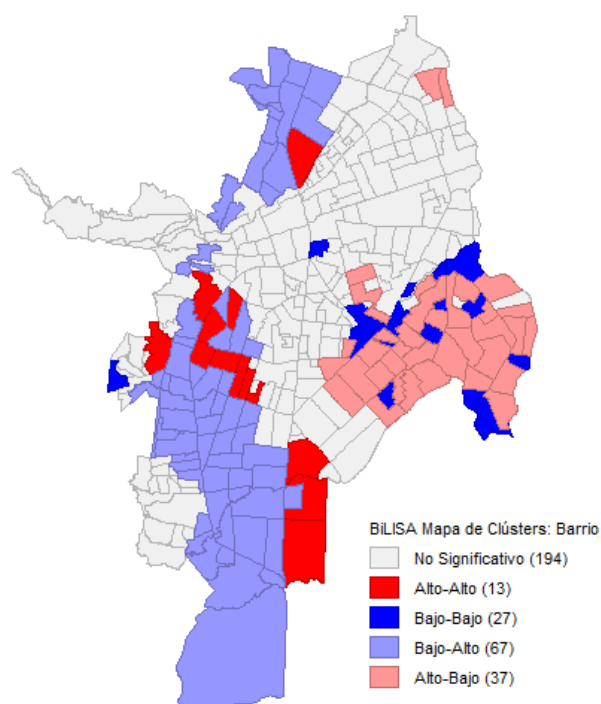 BiLISA Mapa de Clústers: Barrio
No Significativo (194)
Alto-Alto (13)
Bajo-Bajo (27)
Bajo-Alto (67)
Alto-Bajo (37)